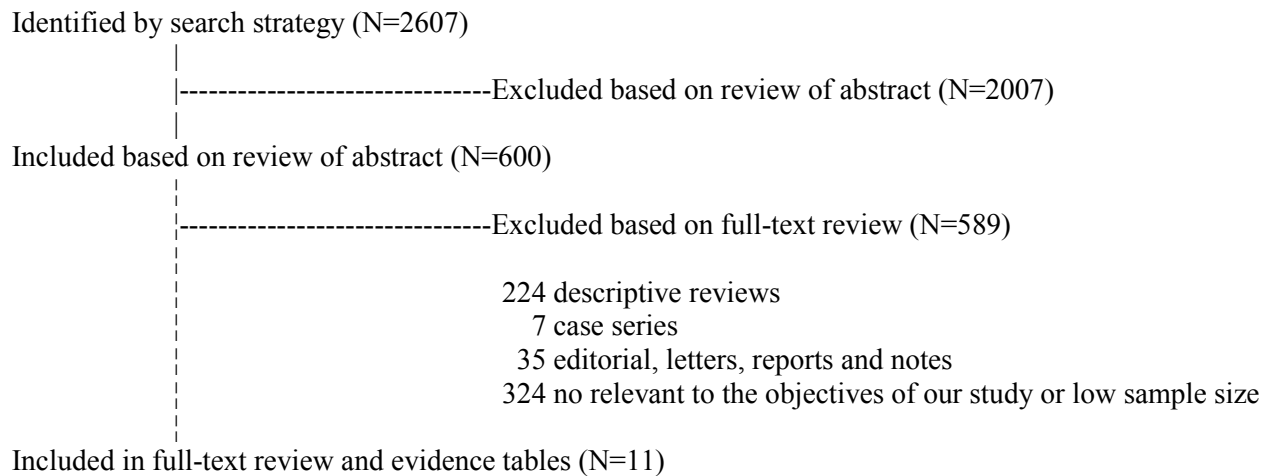 Identified by search strategy (N=2607)
Excluded based on review of abstract (N=2007)
Included based on review of abstract (N=600)
Excluded based on full-text review (N=589)
224 descriptive reviews
7 case series
35 editorial, letters, reports and notes
324 no relevant to the objectives of our study or low sample size
Included in full-text review and evidence tables (N=11)